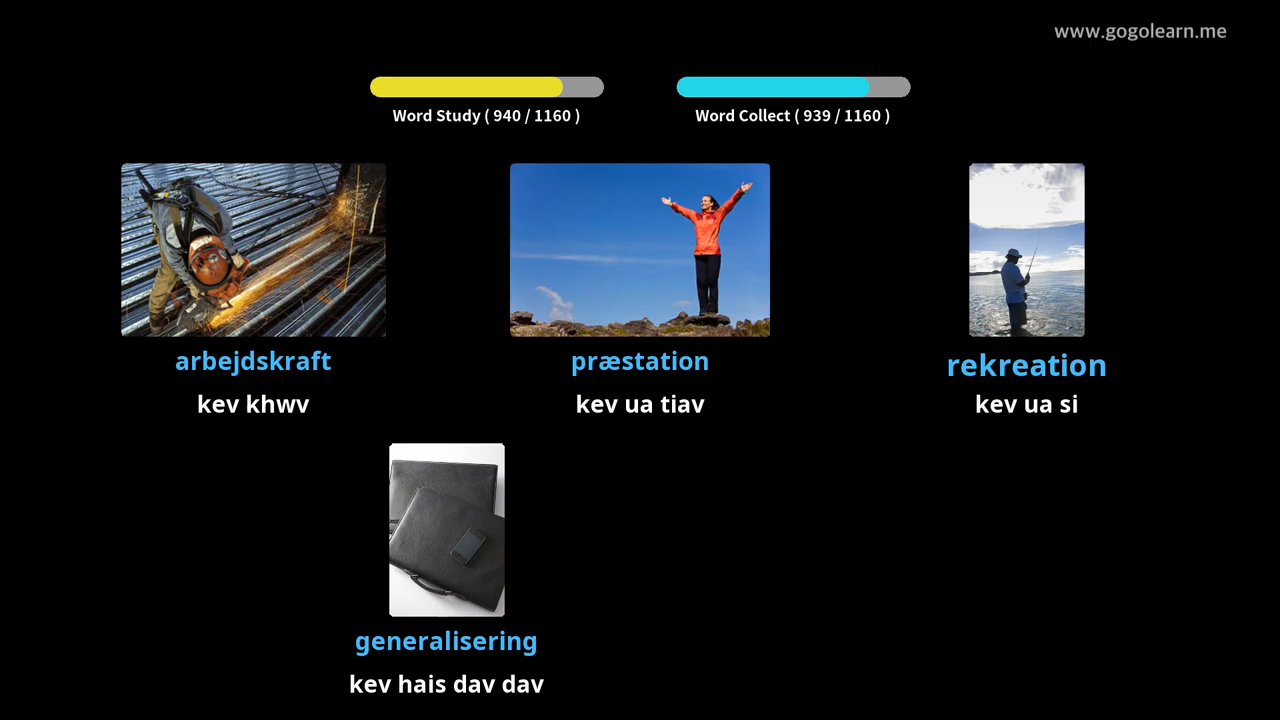 www.gogolearn.me
Word Study ( 940 / 1160 )
Word Collect ( 939 / 1160 )
arbejdskraft
kev khwv
præstation
kev ua tiav
rekreation
kev ua si
generalisering
kev hais dav dav